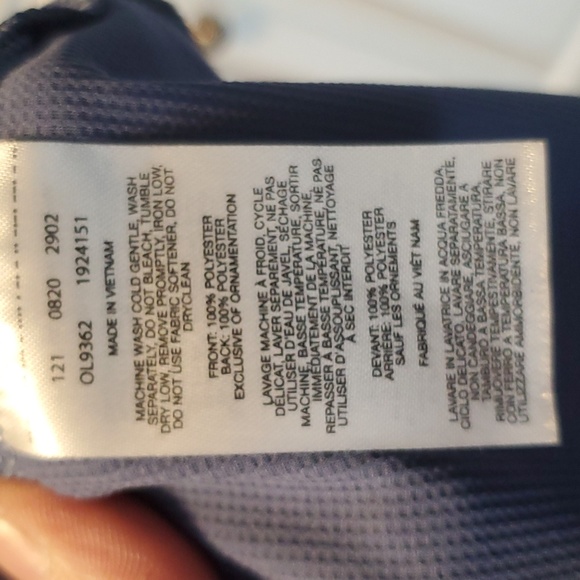 121 0820 2902
OL9362 1924151
MADE IN VIETNAM
MACHINE WASH COLD GENTLE, WASH
SEPARATELY, DO NOT BLEACH, TUMBLE
DRY LOW, REMOVE PROMPTLY, IRON LOW,
DO NOT USE FABRIC SOFTENER, DO NOT
DRYCLEAN
FRONT: 100% POLYESTER
BACK: 100% POLYESTER
EXCLUSIVE OF ORNAMENTATION
LAVAGE MACHINE À FROID, CYCLE
DÉLICAT, LAVER SÉPARÉMENT, NE PAS
UTILISER D'EAU DE JAVEL, SÉCHAGE
MACHINE, BASSE TEMPÉRATURE, SORTIR
IMMÉDIATEMENT DE LA MACHINE,
REPASSER À BASSE TEMPÉRATURE, NE PAS
UTILISER D'ASSOUPLISSANT, NETTOYAGE
À SEC INTERDIT
DEVANT: 100% POLYESTER
ARRIÈRE: 100% POLYESTER
SAUF LES ORNEMENTS
FABRIQUÉ AU VIÊT NAM
LAVARE IN LAVATRICE IN ACQUA FREDDA,
CICLO DELICATO, LAVARE SEPARATAMENTE,
NON CANDEGGIARE, ASCIUGARE A
TAMBURO A BASSA TEMPERATURA,
RIMUOVERE TEMPESTIVAMENTE, STIRARE
CON FERRO A TEMPERATURA BASSA, NON
UTILIZZARE AMMORBIDENTE, NON LAVARE